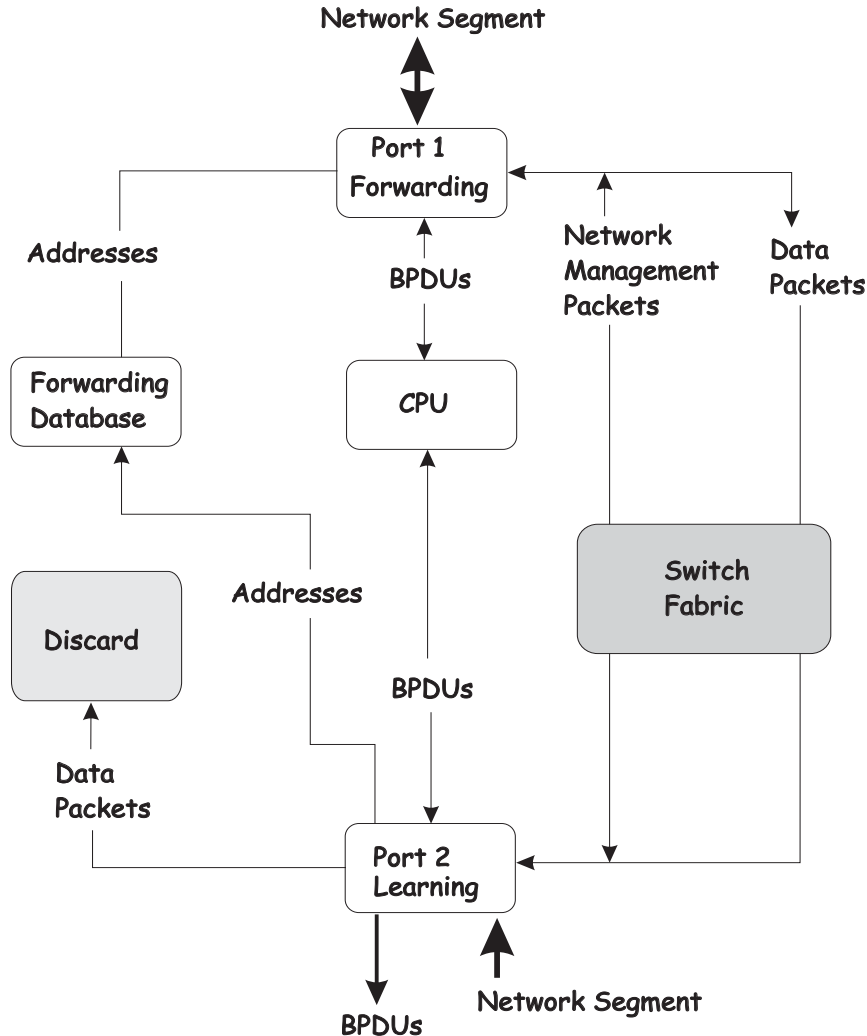 Network Segment
Port 1
Forwarding
Addresses
BPDUs
Network
Management
Packets
Data
Packets
Forwarding
Database
CPU
Switch
Fabric
Discard
Addresses
BPDUs
Data
Packets
Port 2
Learning
BPDUs
Network Segment